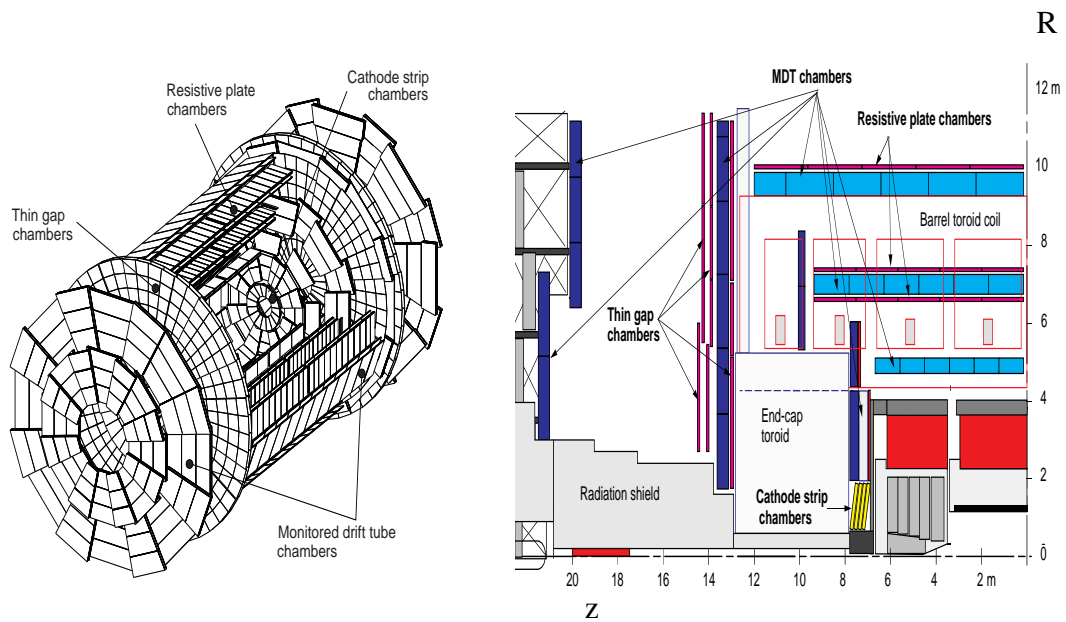 Resistive plate
chambers
Cathode strip
chambers
Thin gap
chambers
Monitored drift tube
chambers
R
MDT chambers
12 m
Resistive plate chambers
10
Barrel toroid coil
8
Thin gap
chambers
6
End-cap
toroid
4
Radiation shield
Cathode strip
chambers
2
0
20 18 16 14 12 10 8 6 4 2 m
z